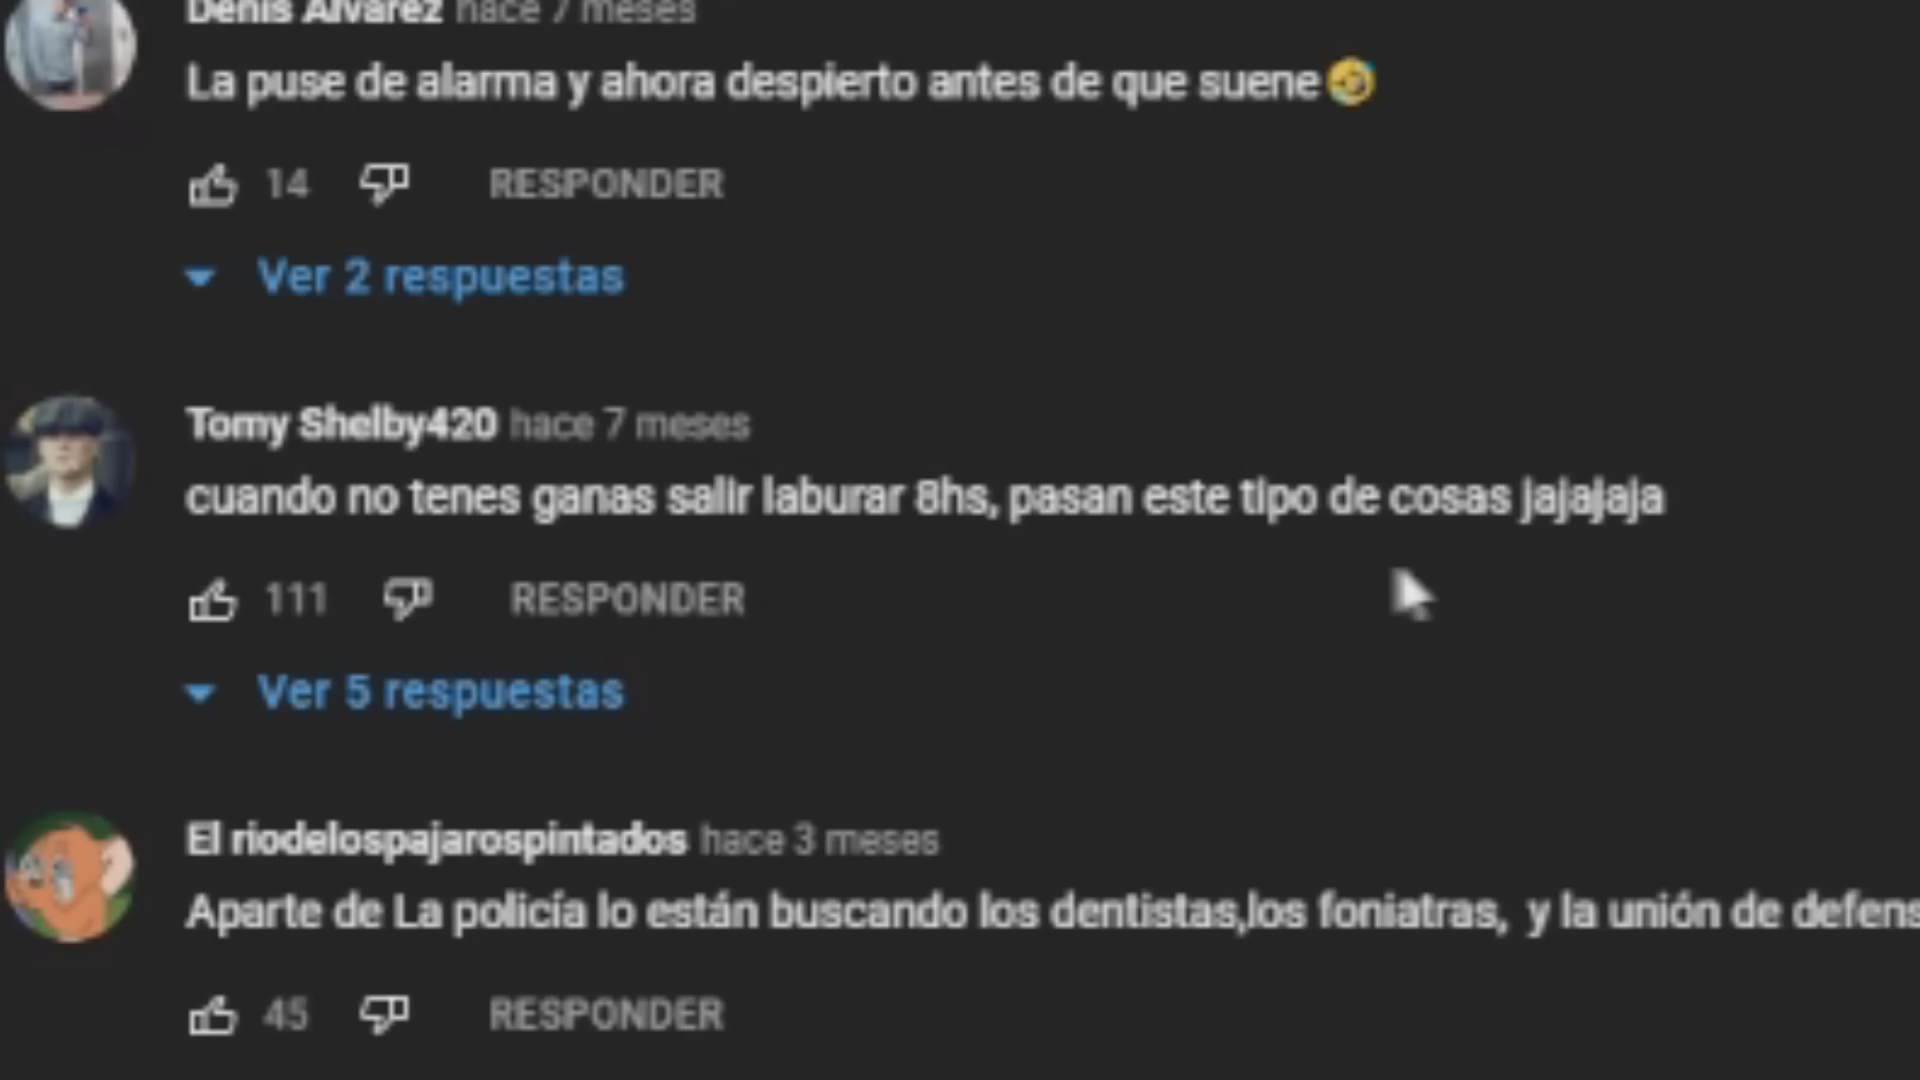 Denis Alvarez hace 7 meses
La puse de alarma y ahora despierto antes de que suene🤣
14 RESPONDER
Ver 2 respuestas
Tomy Shelby420 hace 7 meses
cuando no tenes ganas salir laburar 8hs, pasan este tipo de cosas jajajaja
111 RESPONDER
Ver 5 respuestas
El riodelospajarospintados hace 3 meses
Aparte de La policía lo están buscando los dentistas,los foniatras, y la unión de defens
45 RESPONDER